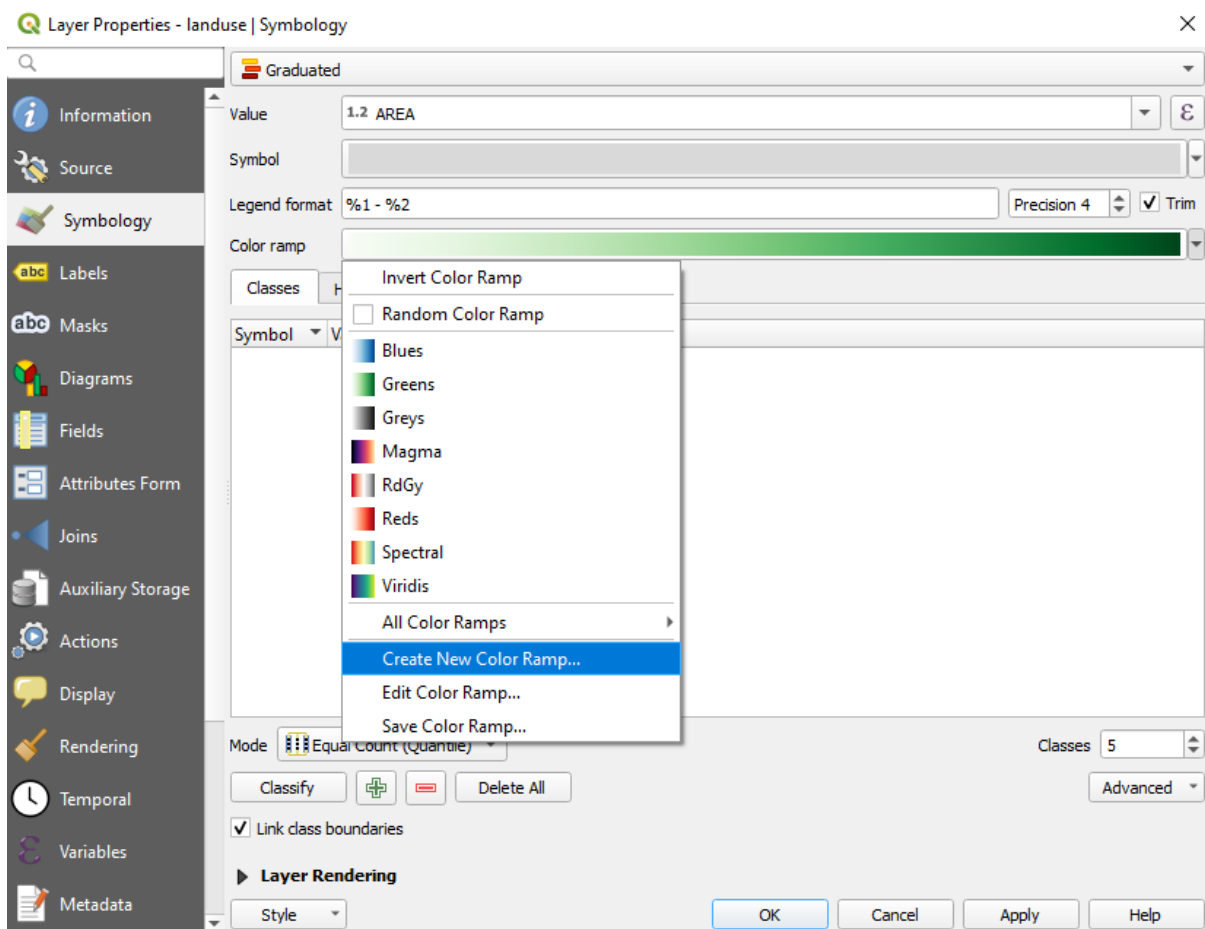 Layer Properties - landuse | Symbology
Graduated
Information
Value 1.2 AREA ε
Source
Symbol
Symbology
Legend format %1 - %2 Precision 4 Trim
Color ramp
abc Labels
Classes H
Invert Color Ramp
abc Masks
Random Color Ramp
Symbol V
Blues
Diagrams
Greens
Greys
Fields
Magma
Attributes Form
RdGy
Reds
Joins
Spectral
Auxiliary Storage
Viridis
All Color Ramps
Actions
Create New Color Ramp...
Display
Edit Color Ramp...
Save Color Ramp...
Rendering
Mode Equal Count (Quantile) Classes 5
Temporal
Classify Delete All Advanced
Link class boundaries
Variables
Layer Rendering
Metadata
Style OK Cancel Apply Help